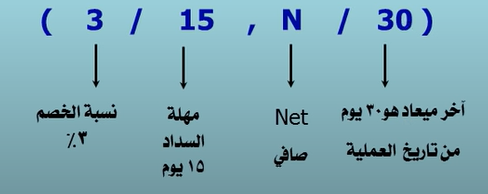 ( 3 / 15 , N / 30 )
نسبة الخصم
٣٪
مهلة
السداد
١٥ يوم
Net
صافي
آخر ميعاد هو ٣٠ يوم
من تاريخ العملية